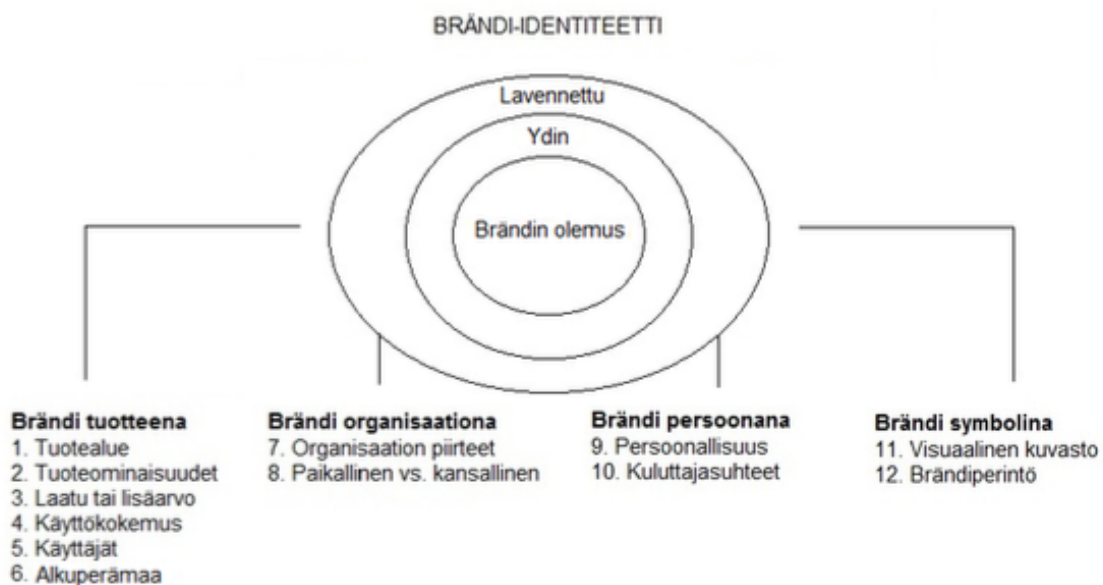 BRÄNDI-IDENTITEETTI
Lavennettu
Ydin
Brändin olemus
Brändi tuotteena
1. Tuotealue
2. Tuoteominaisuudet
3. Laatu tai lisäarvo
4. Käyttökokemus
5. Käyttäjät
6. Alkuperämaa
Brändi organisaationa
7. Organisaation piirteet
8. Paikallinen vs. kansallinen
Brändi persoonana
9. Persoonallisuus
10. Kuluttajasuhteet
Brändi symbolina
11. Visuaalinen kuvasto
12. Brändiperintö